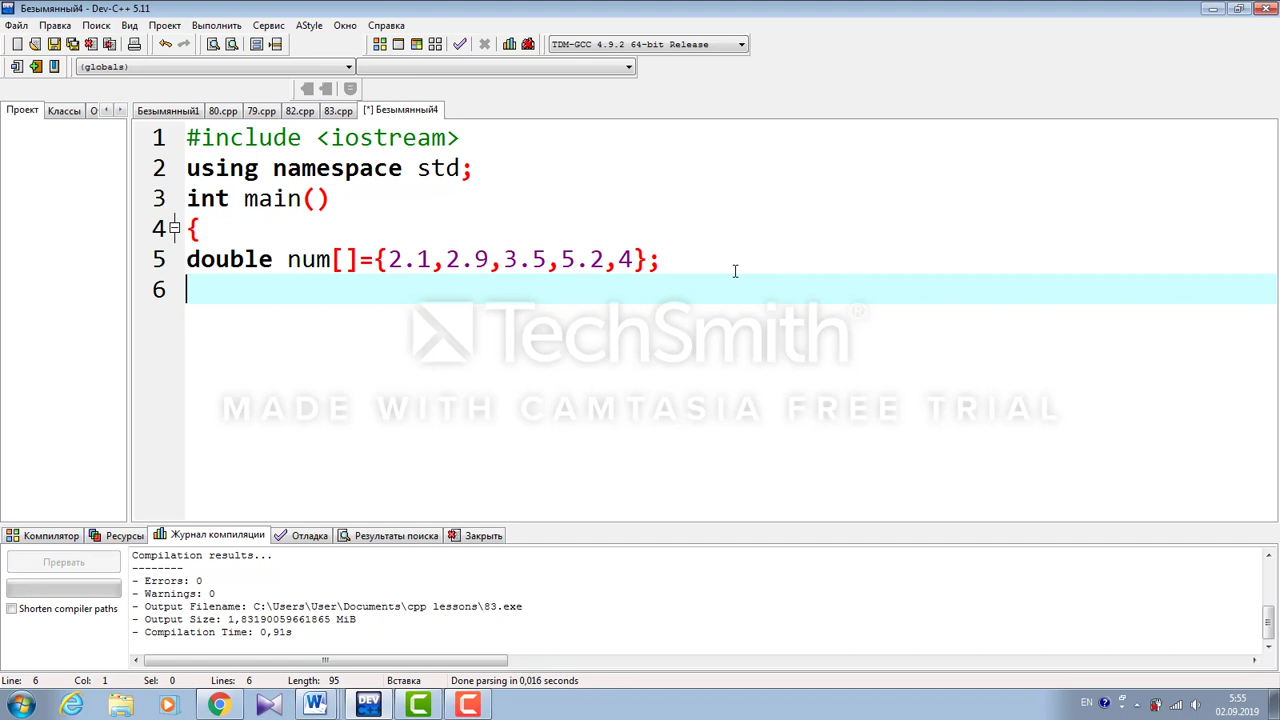 Безымянный4 - Dev-C++ 5.11
Файл Правка Поиск Вид Проект Выполнить Сервис AStyle Окно Справка
TDM-GCC 4.9.2 64-bit Release
(globals)
Проект Классы О Безымянный1 80.cpp 79.cpp 82.cpp 83.cpp [*] Безымянный4
1 #include <iostream>
2 using namespace std;
3 int main()
4 {
5 double num[]={2.1,2.9,3.5,5.2,4};
6
TechSmith®
MADE WITH CAMTASIA FREE TRIAL
Компилятор Ресурсы Журнал компиляции Отладка Результаты поиска Закрыть
Прервать
Shorten compiler paths
Compilation results...
--------
- Errors: 0
- Warnings: 0
- Output Filename: C:\Users\User\Documents\cpp lessons\83.exe
- Output Size: 1,83190059661865 MiB
- Compilation Time: 0,91s
Line: 6 Col: 1 Sel: 0 Lines: 6 Length: 95 Вставка Done parsing in 0,016 seconds
W DEV C C EN 5:55
02.09.2019